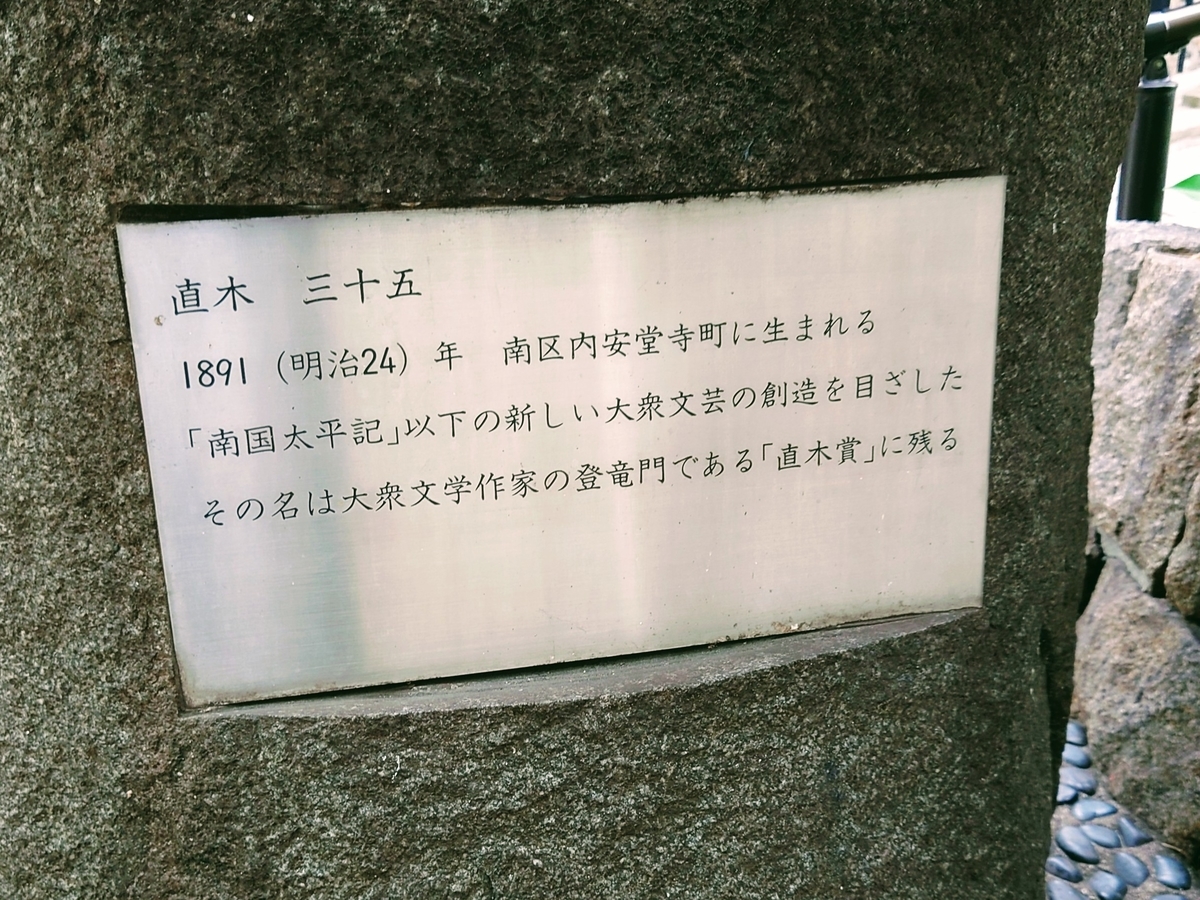 直木　三十五
1891（明治24）年　南区内安堂寺町に生まれる
「南国太平記」以下の新しい大衆文芸の創造を目ざした
その名は大衆文学作家の登竜門である「直木賞」に残る